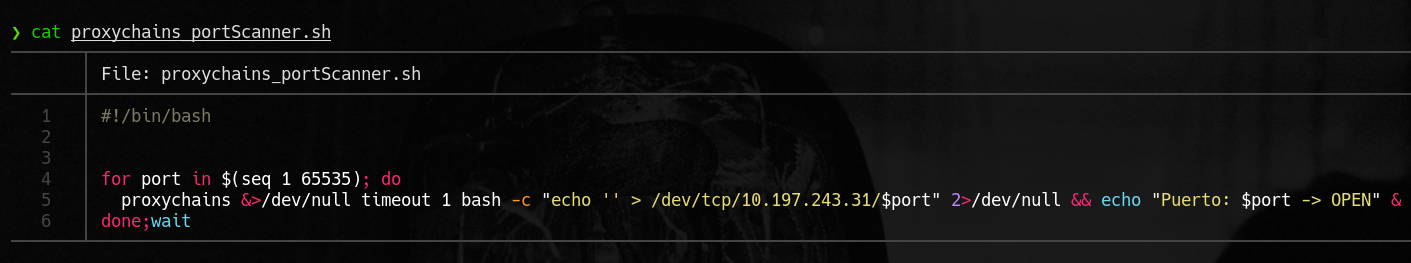 ❯ cat proxychains_portScanner.sh
File: proxychains_portScanner.sh
1 #!/bin/bash
2
3
4 for port in $(seq 1 65535); do
5 proxychains &>/dev/null timeout 1 bash -c "echo '' > /dev/tcp/10.197.243.31/$port" 2>/dev/null && echo "Puerto: $port -> OPEN" &
6 done;wait